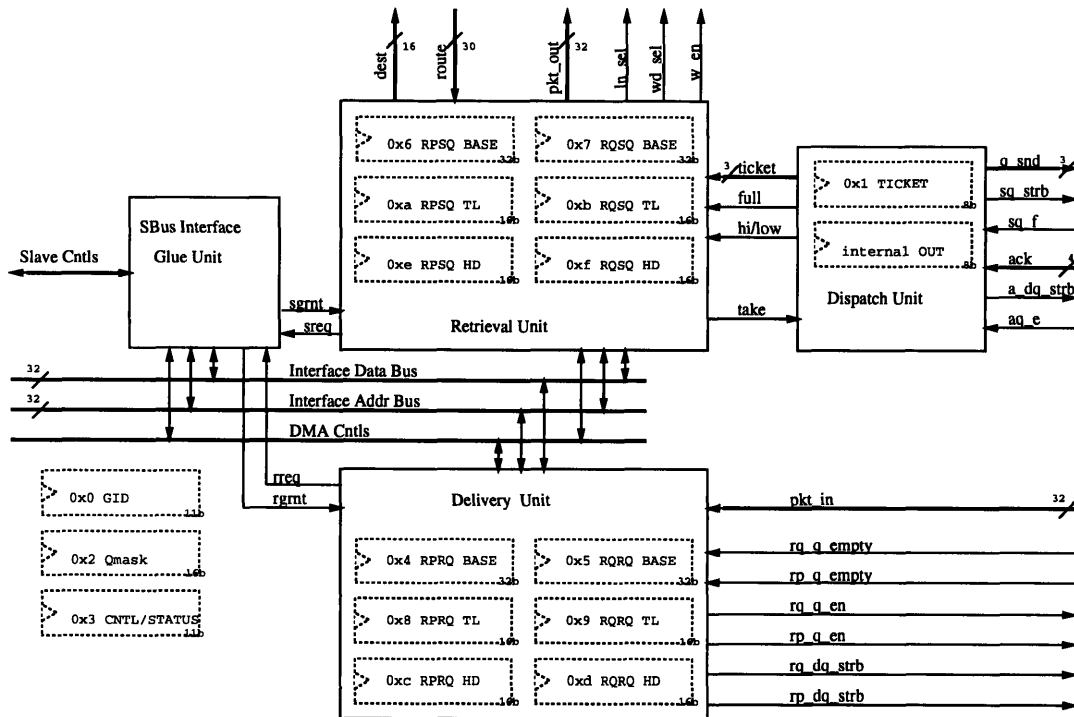 dest
16
route
30
pkt_out
32
ln_sel
wd_sel
w_en
0x6 RPSQ BASE
32b
0x7 RQSQ BASE
32b
0xa RPSQ TL
16b
0xb RQSQ TL
16b
0xe RPSQ HD
16b
0xf RQSQ HD
16b
Retrieval Unit
3
ticket
full
hi/low
take
0x1 TICKET
8b
internal OUT
8b
Dispatch Unit
q_snd
3
sq_strb
sq_f
ack
4
a_dq_strb
aq_e
SBus Interface
Glue Unit
Slave Cntls
sgrnt
sreq
32
Interface Data Bus
32
Interface Addr Bus
DMA Cntls
rreq
rgrnt
0x0 GID
11b
0x2 Qmask
16b
0x3 CNTL/STATUS
11b
Delivery Unit
0x4 RPRQ BASE
32b
0x5 RQRQ BASE
32b
0x8 RPRQ TL
16b
0x9 RQRQ TL
16b
0xc RPRQ HD
16b
0xd RQRQ HD
16b
pkt_in
32
rq_q_empty
rp_q_empty
rq_q_en
rp_q_en
rq_dq_strb
rp_dq_strb